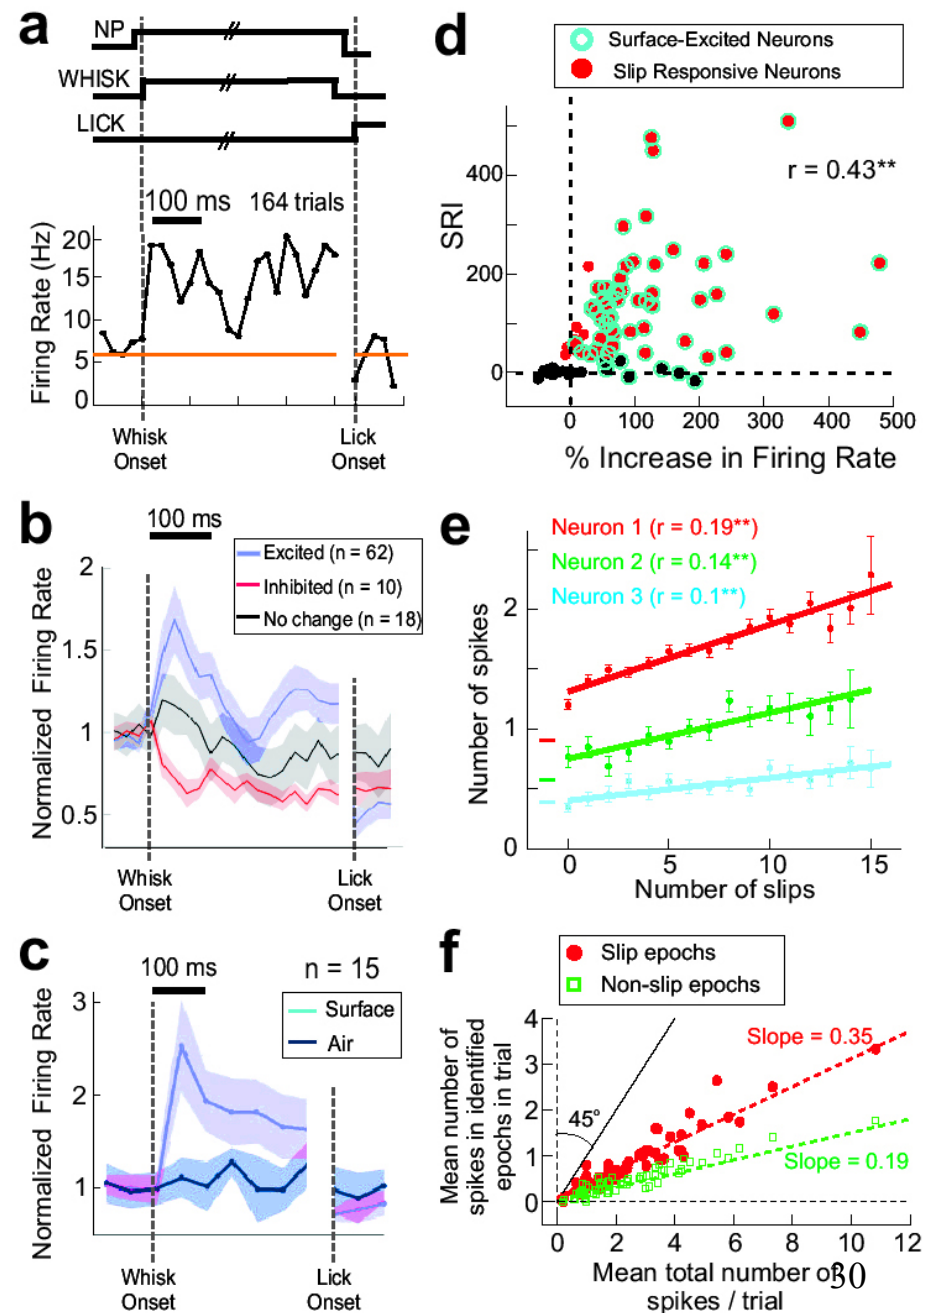 a
NP
WHISK
LICK
100 ms 164 trials
Firing Rate (Hz)
20
15
10
5
0
Whisk
Onset
Lick
Onset
b
100 ms
Excited (n = 62)
Inhibited (n = 10)
No change (n = 18)
Normalized Firing Rate
2
1.5
1
0.5
Whisk
Onset
Lick
Onset
c
100 ms
n = 15
Surface
Air
Normalized Firing Rate
3
2
1
Whisk
Onset
Lick
Onset
d
Surface-Excited Neurons
Slip Responsive Neurons
r = 0.43**
SRI
400
200
0
0 100 200 300 400 500
% Increase in Firing Rate
e
Neuron 1 (r = 0.19**)
Neuron 2 (r = 0.14**)
Neuron 3 (r = 0.1**)
Number of spikes
2
1
0
0 5 10 15
Number of slips
f
Slip epochs
Non-slip epochs
Mean number of
spikes in identified
epochs in trial
4
3
2
1
0
45°
Slope = 0.35
Slope = 0.19
0 2 4 6 8 10 12
Mean total number of
spikes / trial
30